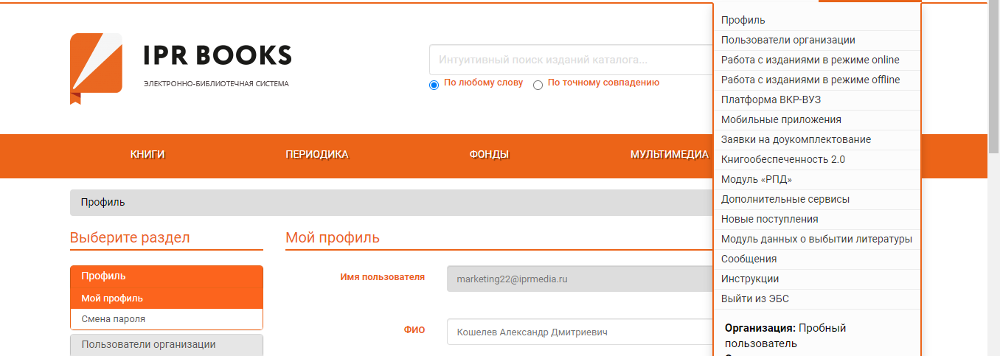 IPR BOOKS
ЭЛЕКТРОННО-БИБЛИОТЕЧНАЯ СИСТЕМА
Интуитивный поиск изданий каталога...
По любому слову
По точному совпадению
КНИГИ
ПЕРИОДИКА
ФОНДЫ
МУЛЬТИМЕДИА
Профиль
Выберите раздел
Профиль
Мой профиль
Смена пароля
Пользователи организации
Мой профиль
Имя пользователя
marketing22@iprmedia.ru
ФИО
Кошелев Александр Дмитриевич
Профиль
Пользователи организации
Работа с изданиями в режиме online
Работа с изданиями в режиме offline
Платформа ВКР-ВУЗ
Мобильные приложения
Заявки на доукомплектование
Книгообеспеченность 2.0
Модуль «РПД»
Дополнительные сервисы
Новые поступления
Модуль данных о выбытии литературы
Сообщения
Инструкции
Выйти из ЭБС
Организация: Пробный
пользователь